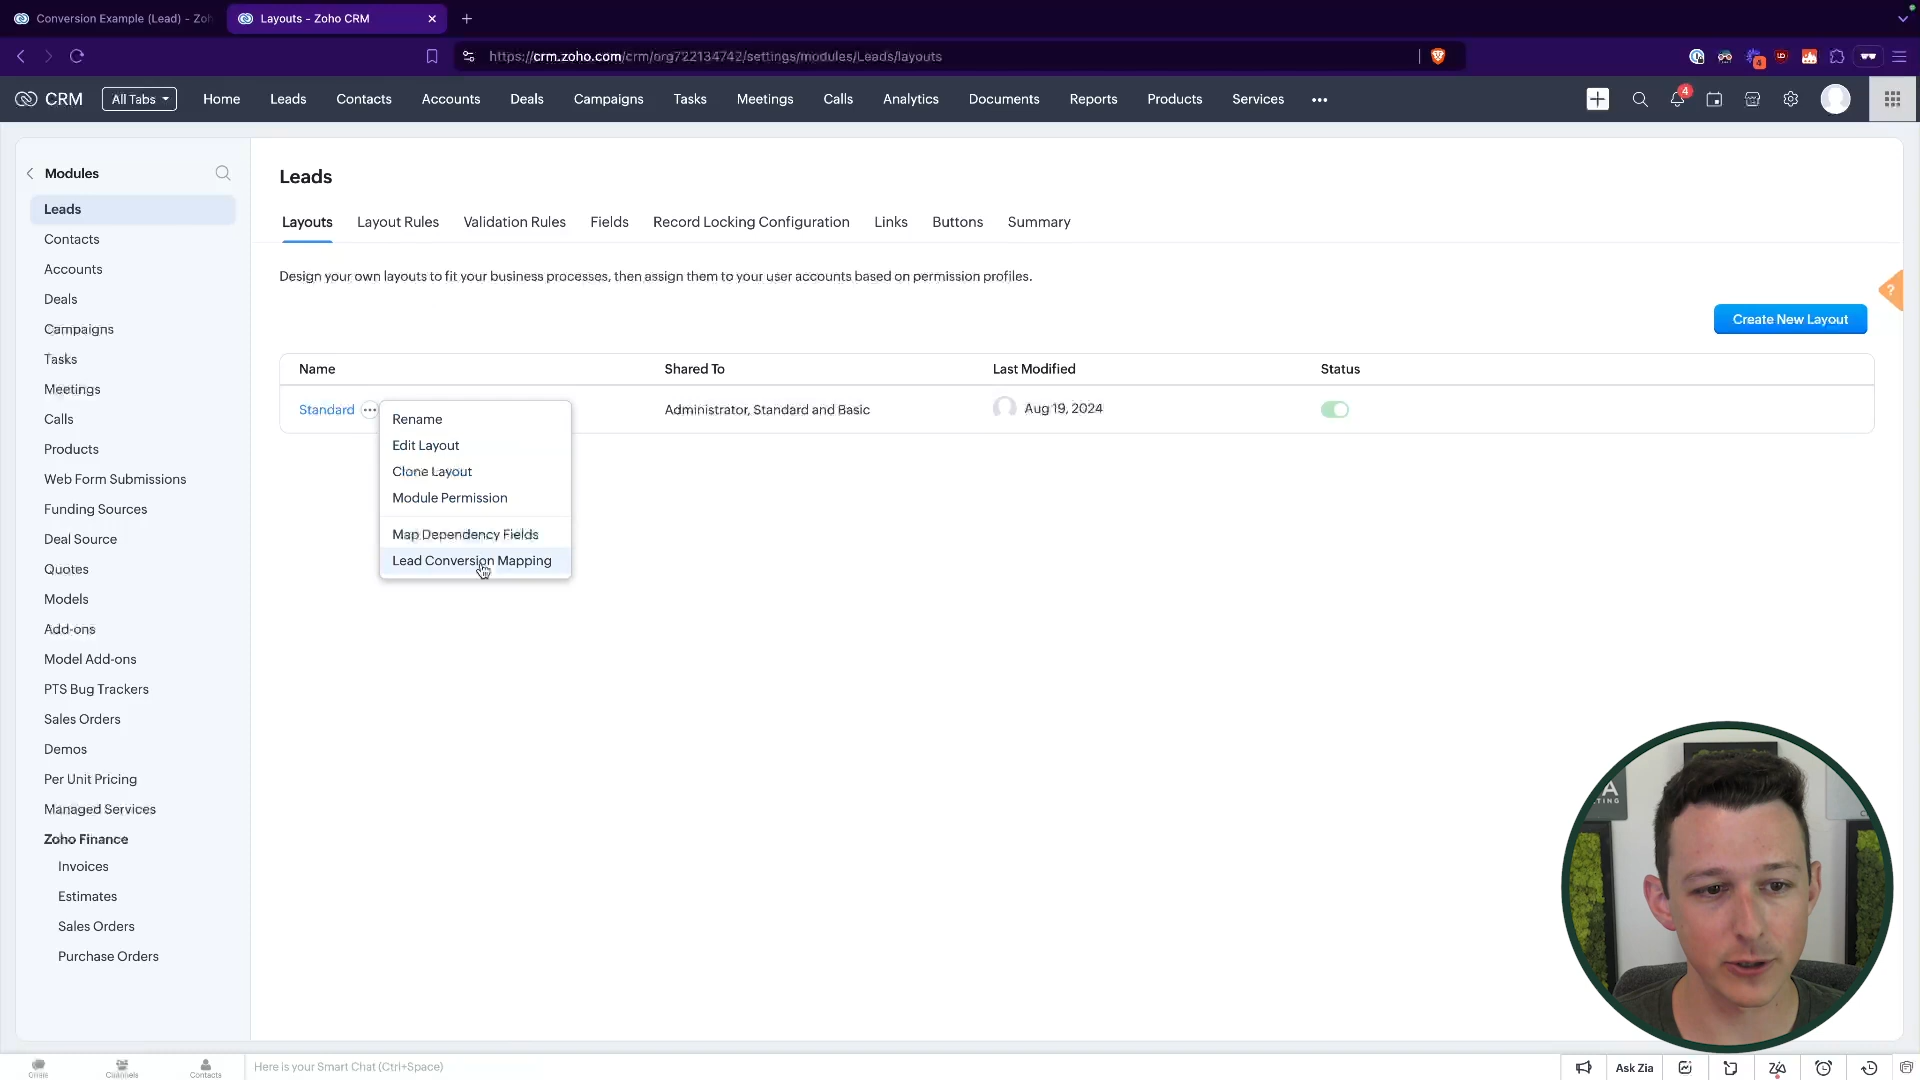 Conversion Example (Lead) - Zoh
Layouts - Zoho CRM
https://crm.zoho.com/crm/org722134742/settings/modules/Leads/layouts
4
CRM
All Tabs
Home
Leads
Contacts
Accounts
Deals
Campaigns
Tasks
Meetings
Calls
Analytics
Documents
Reports
Products
Services
4
Modules
Leads
Contacts
Accounts
Deals
Campaigns
Tasks
Meetings
Calls
Products
Web Form Submissions
Funding Sources
Deal Source
Quotes
Models
Add-ons
Model Add-ons
PTS Bug Trackers
Sales Orders
Demos
Per Unit Pricing
Managed Services
Zoho Finance
Invoices
Estimates
Sales Orders
Purchase Orders
Leads
Layouts
Layout Rules
Validation Rules
Fields
Record Locking Configuration
Links
Buttons
Summary
Design your own layouts to fit your business processes, then assign them to your user accounts based on permission profiles.
?
Create New Layout
Name
Shared To
Last Modified
Status
Standard
Administrator, Standard and Basic
Aug 19, 2024
Rename
Edit Layout
Clone Layout
Module Permission
Map Dependency Fields
Lead Conversion Mapping
Chats
Channels
Contacts
Here is your Smart Chat (Ctrl+Space)
Ask Zia